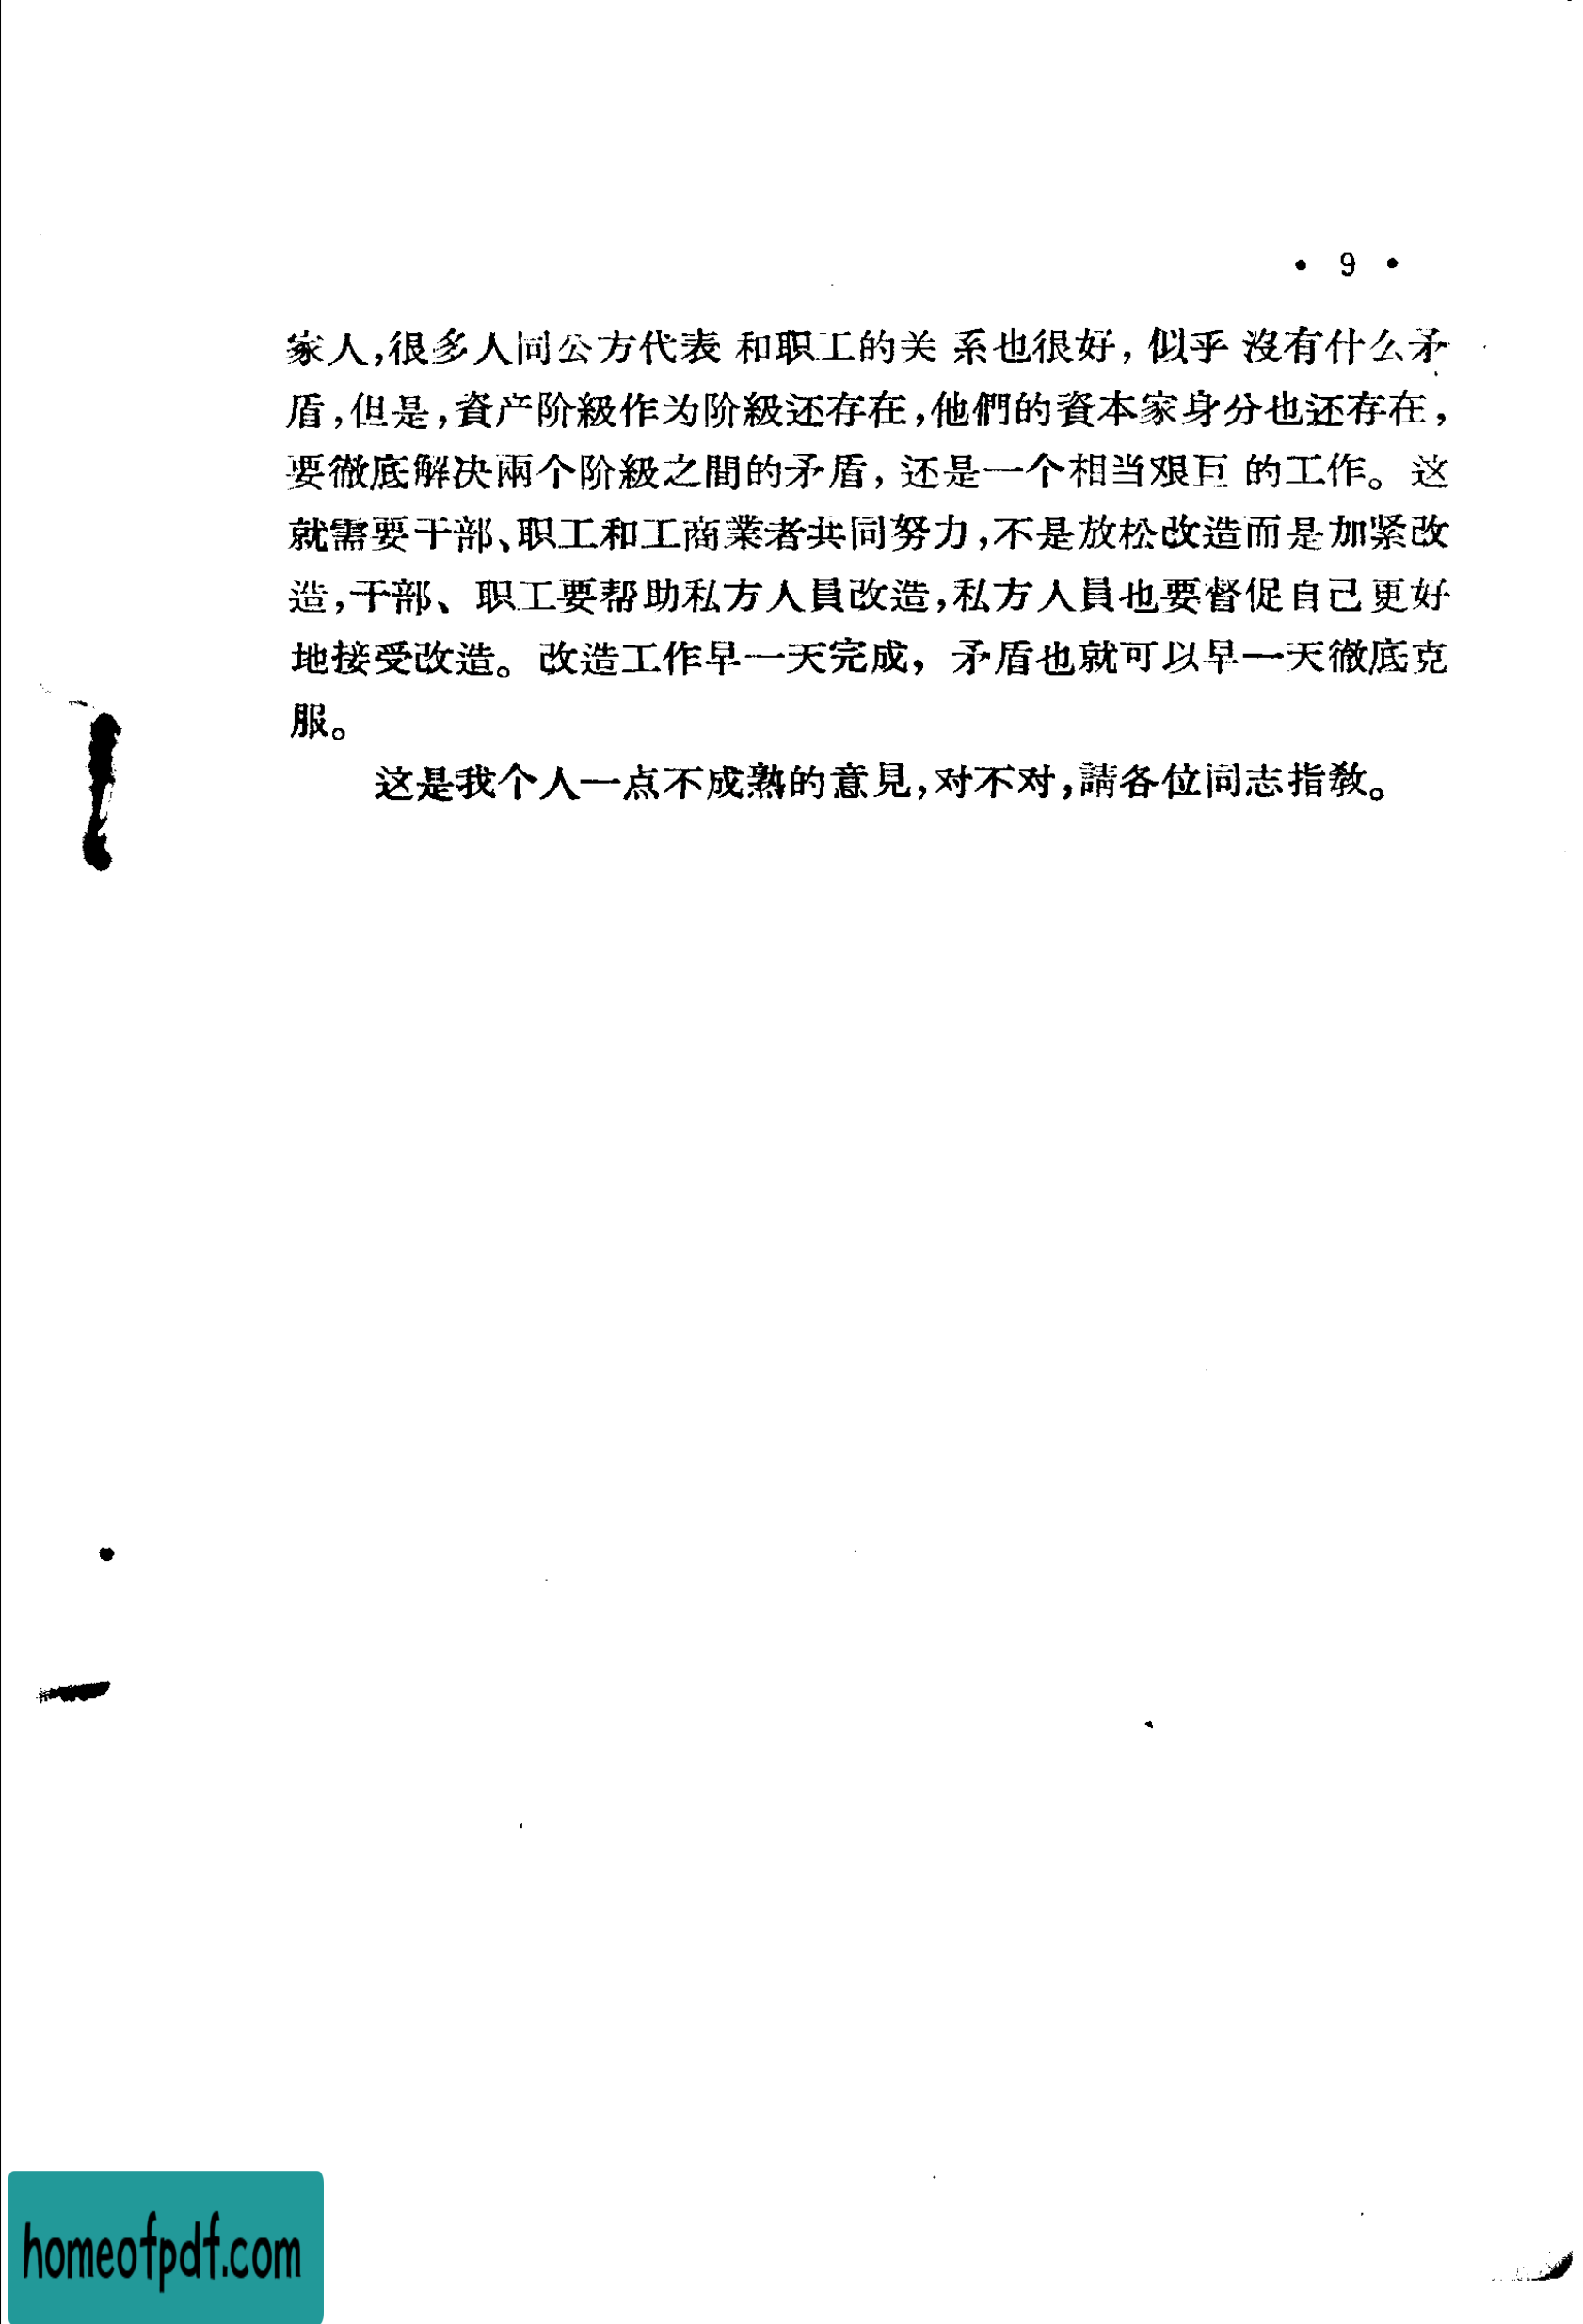 • 9 •
家人,很多人同公方代表和职工的关系也很好,似乎沒有什么矛
盾,但是,資产阶級作为阶級还存在,他們的資本家身分也还存在,
要徹底解决兩个阶級之間的矛盾,还是一个相当艰巨的工作。这
就需要干部、职工和工商業者共同努力,不是放松改造而是加紧改
造,干部、职工要帮助私方人員改造,私方人員也要督促自己更好
地接受改造。改造工作早一天完成,矛盾也就可以早一天徹底克
服。
这是我个人一点不成熟的意見,对不对,請各位同志指敎。
homeofpdf.com